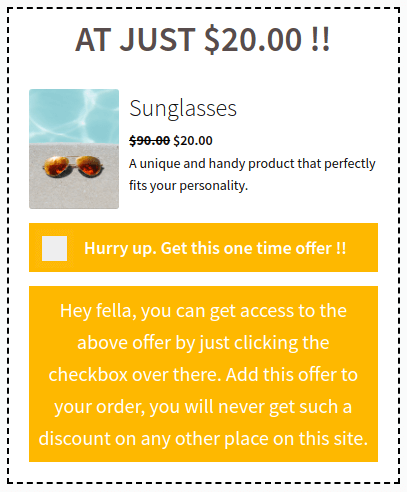 AT JUST $20.00 !!
Sunglasses
$90.00 $20.00
A unique and handy product that perfectly
fits your personality.
Hurry up. Get this one time offer !!
Hey fella, you can get access to the
above offer by just clicking the
checkbox over there. Add this offer to
your order, you will never get such a
discount on any other place on this site.